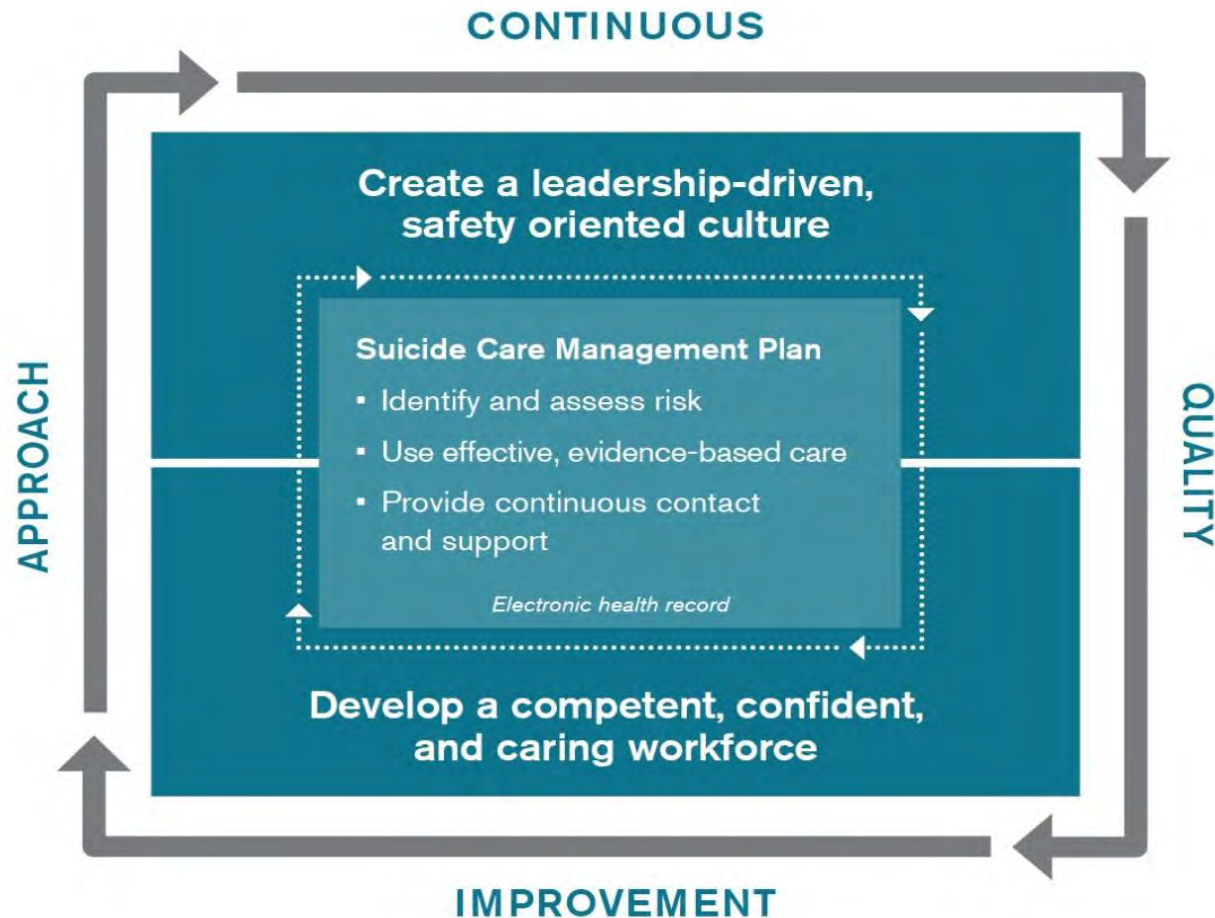 CONTINUOUS
Create a leadership-driven,
safety oriented culture
Suicide Care Management Plan
▪ Identify and assess risk
▪ Use effective, evidence-based care
▪ Provide continuous contact
and support
Electronic health record
Develop a competent, confident,
and caring workforce
QUALITY
IMPROVEMENT
APPROACH